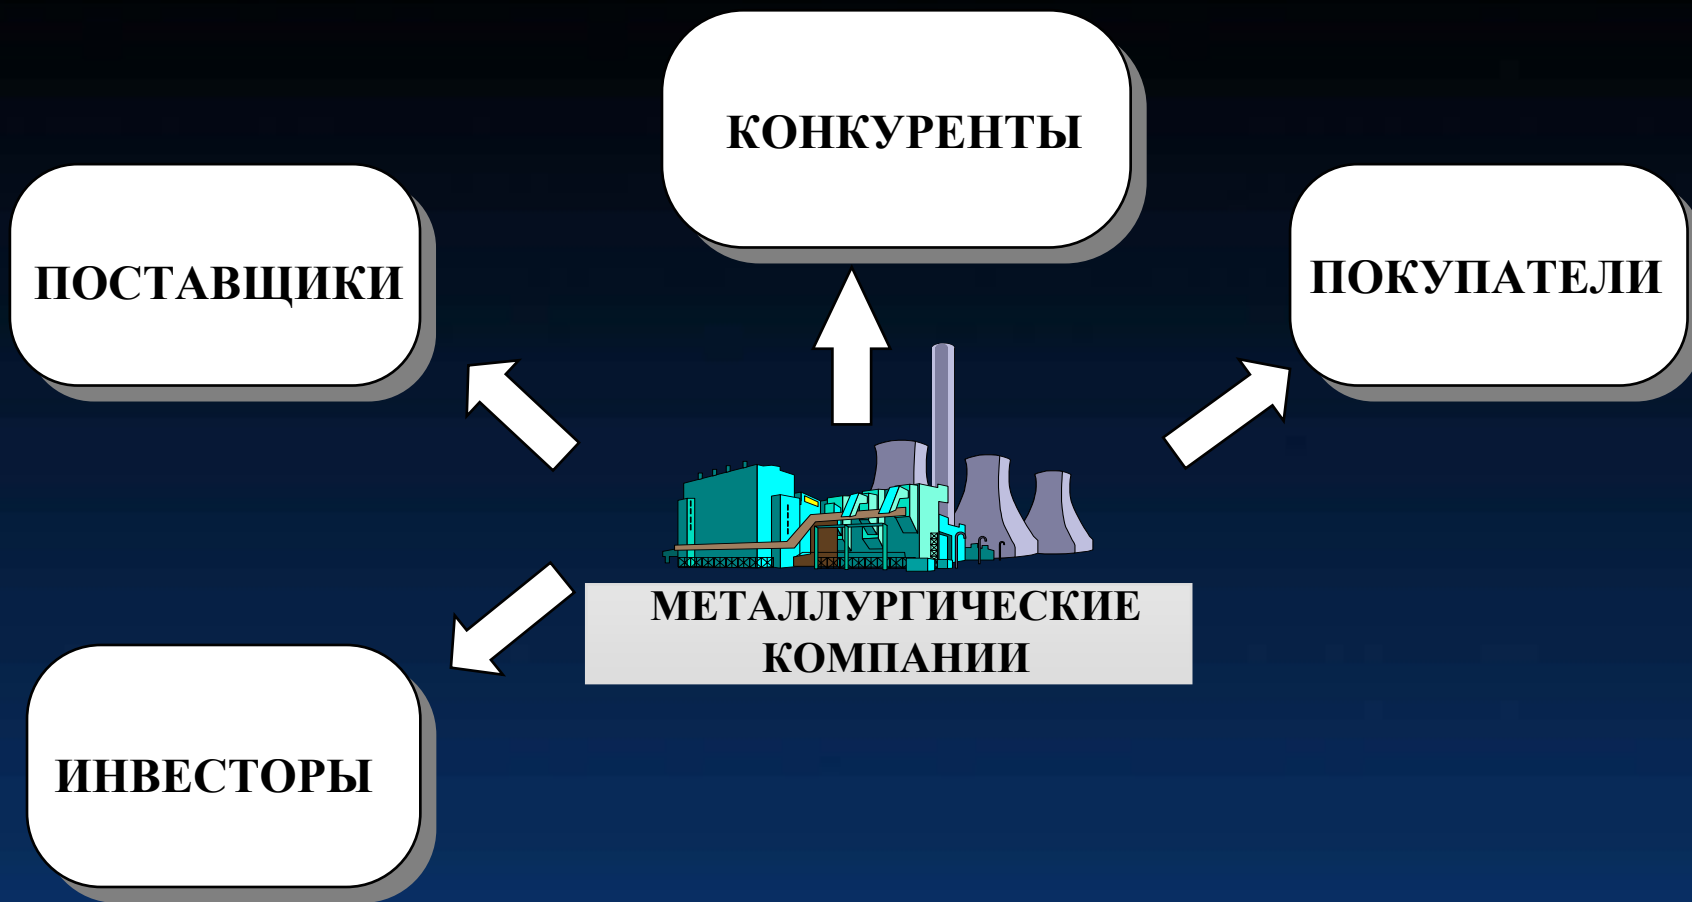 КОНКУРЕНТЫ
ПОСТАВЩИКИ
ПОКУПАТЕЛИ
МЕТАЛЛУРГИЧЕСКИЕ
КОМПАНИИ
ИНВЕСТОРЫ